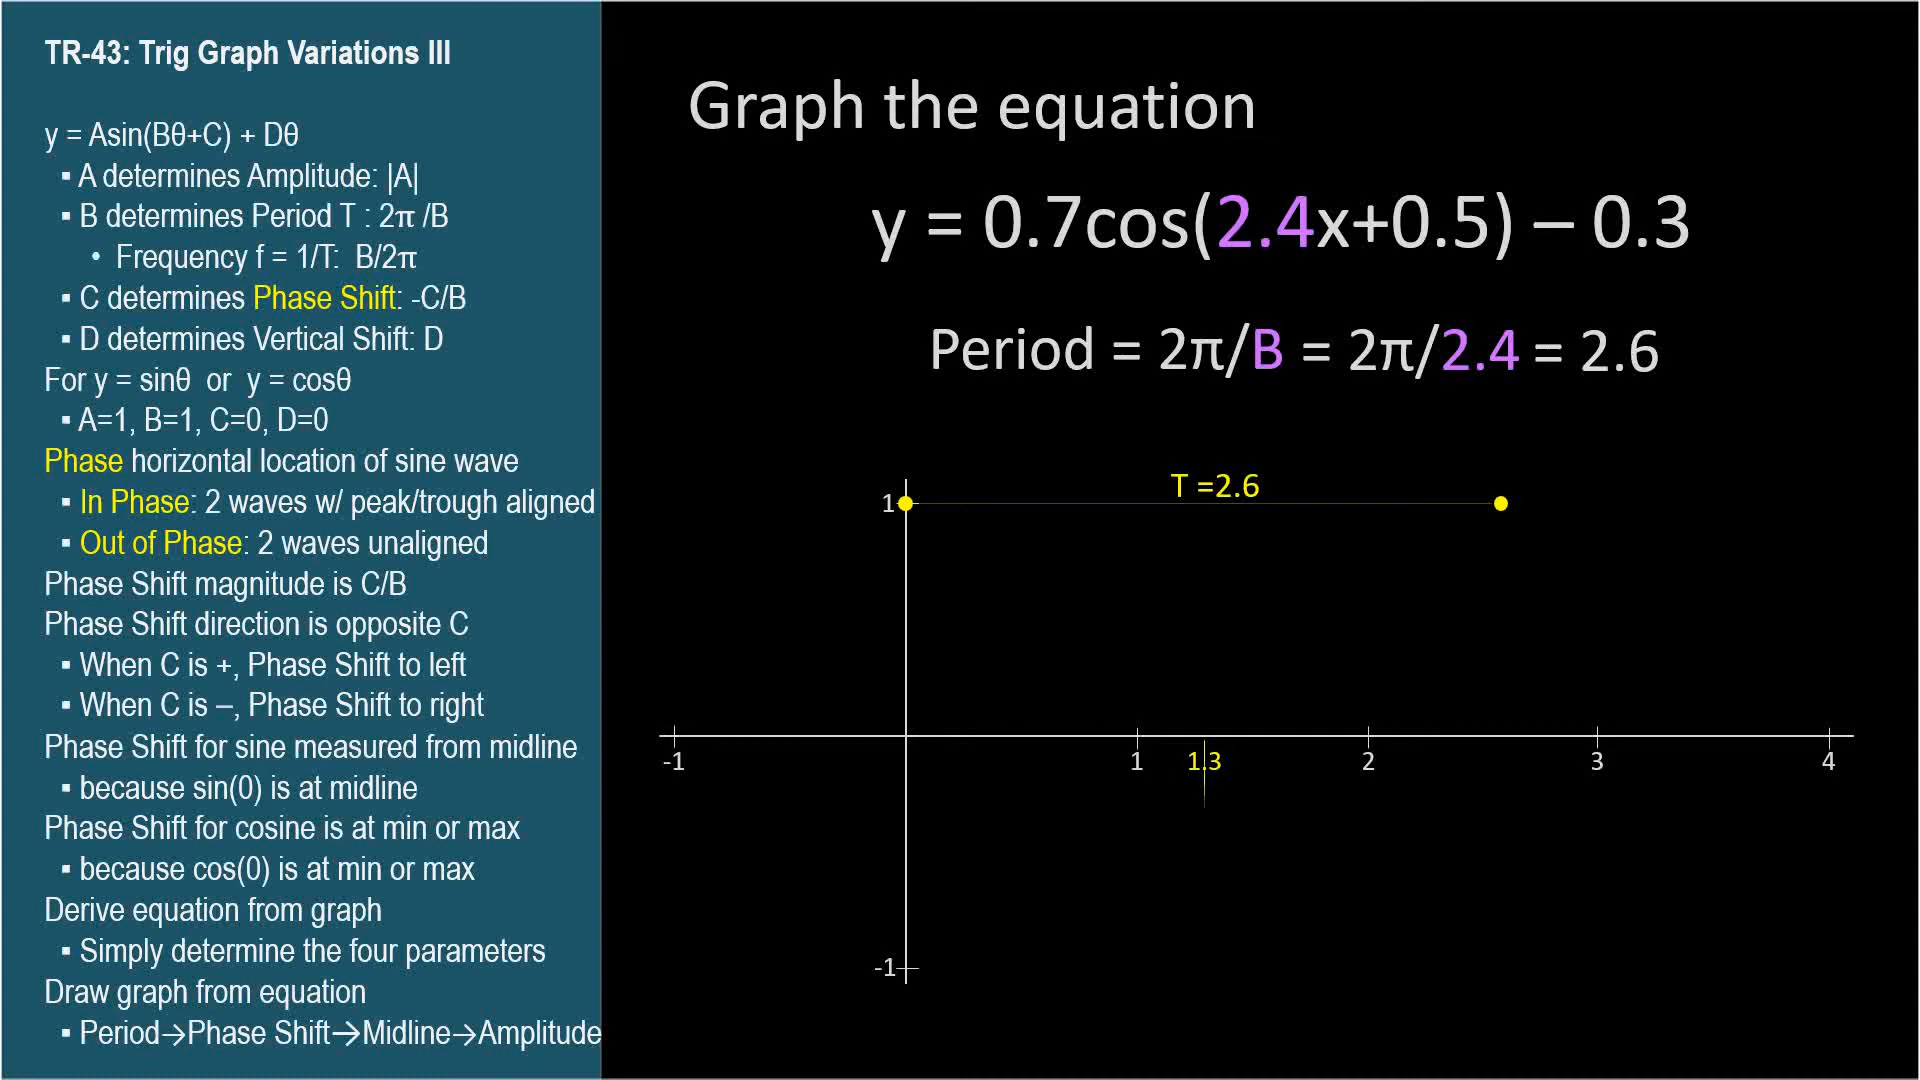 TR-43: Trig Graph Variations III
y = Asin(Bθ+C) + Dθ
▪ A determines Amplitude: |A|
▪ B determines Period T : 2π /B
• Frequency f = 1/T: B/2π
▪ C determines Phase Shift: -C/B
▪ D determines Vertical Shift: D
For y = sinθ or y = cosθ
▪ A=1, B=1, C=0, D=0
Phase horizontal location of sine wave
▪ In Phase: 2 waves w/ peak/trough aligned
▪ Out of Phase: 2 waves unaligned
Phase Shift magnitude is C/B
Phase Shift direction is opposite C
▪ When C is +, Phase Shift to left
▪ When C is –, Phase Shift to right
Phase Shift for sine measured from midline
▪ because sin(0) is at midline
Phase Shift for cosine is at min or max
▪ because cos(0) is at min or max
Derive equation from graph
▪ Simply determine the four parameters
Draw graph from equation
▪ Period→Phase Shift→Midline→Amplitude
Graph the equation
y = 0.7cos(2.4x+0.5) – 0.3
Period = 2π/B = 2π/2.4 = 2.6
T =2.6
1
-1 1 1.3 2 3 4
-1